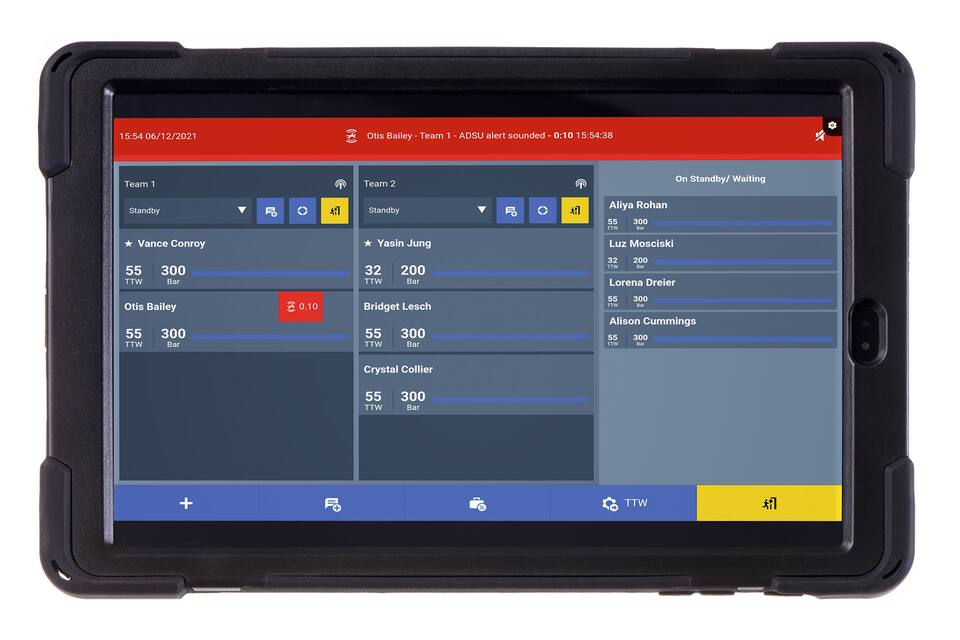 15:54 06/12/2021
Otis Bailey - Team 1 - ADSU alert sounded - 0:10 15:54:38
Team 1
Standby
★ Vance Conroy
55 300
TTW Bar
Otis Bailey 0.10
55 300
TTW Bar
Team 2
Standby
★ Yasin Jung
32 200
TTW Bar
Bridget Lesch
55 300
TTW Bar
Crystal Collier
55 300
TTW Bar
On Standby/ Waiting
Aliya Rohan
55 300
TTW Bar
Luz Mosciski
32 200
TTW Bar
Lorena Dreier
55 300
TTW Bar
Alison Cummings
55 300
TTW Bar
TTW